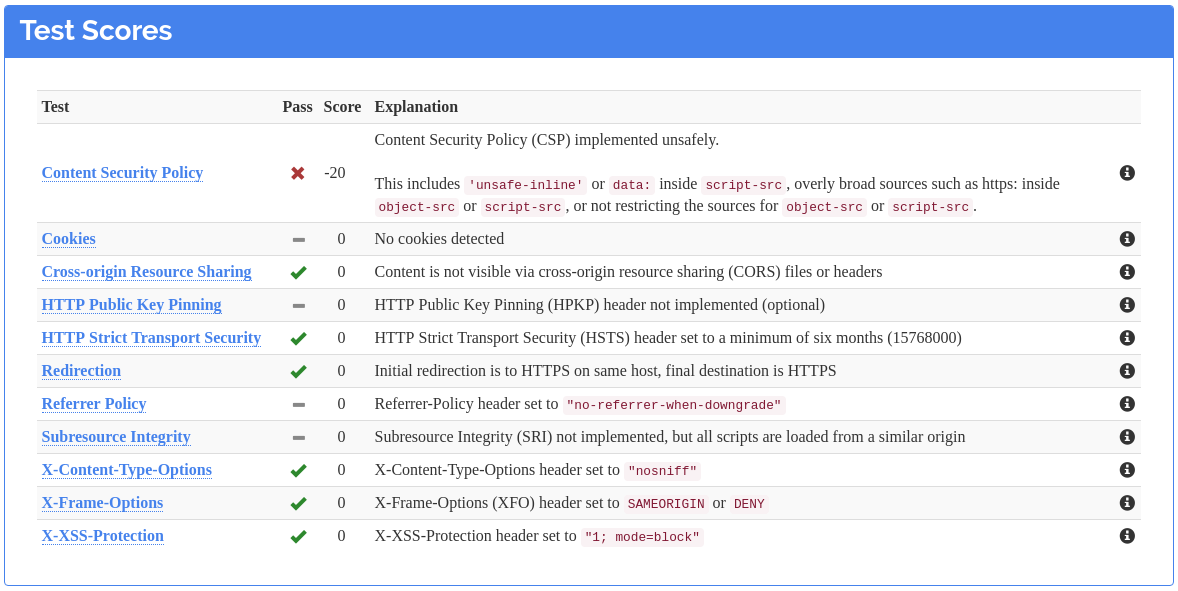 Test Scores
Test Pass Score Explanation
Content Security Policy -20 Content Security Policy (CSP) implemented unsafely.
This includes 'unsafe-inline' or data: inside script-src, overly broad sources such as https: inside
object-src or script-src, or not restricting the sources for object-src or script-src.
Cookies 0 No cookies detected
Cross-origin Resource Sharing 0 Content is not visible via cross-origin resource sharing (CORS) files or headers
HTTP Public Key Pinning 0 HTTP Public Key Pinning (HPKP) header not implemented (optional)
HTTP Strict Transport Security 0 HTTP Strict Transport Security (HSTS) header set to a minimum of six months (15768000)
Redirection 0 Initial redirection is to HTTPS on same host, final destination is HTTPS
Referrer Policy 0 Referrer-Policy header set to "no-referrer-when-downgrade"
Subresource Integrity 0 Subresource Integrity (SRI) not implemented, but all scripts are loaded from a similar origin
X-Content-Type-Options 0 X-Content-Type-Options header set to "nosniff"
X-Frame-Options 0 X-Frame-Options (XFO) header set to SAMEORIGIN or DENY
X-XSS-Protection 0 X-XSS-Protection header set to "1; mode=block"